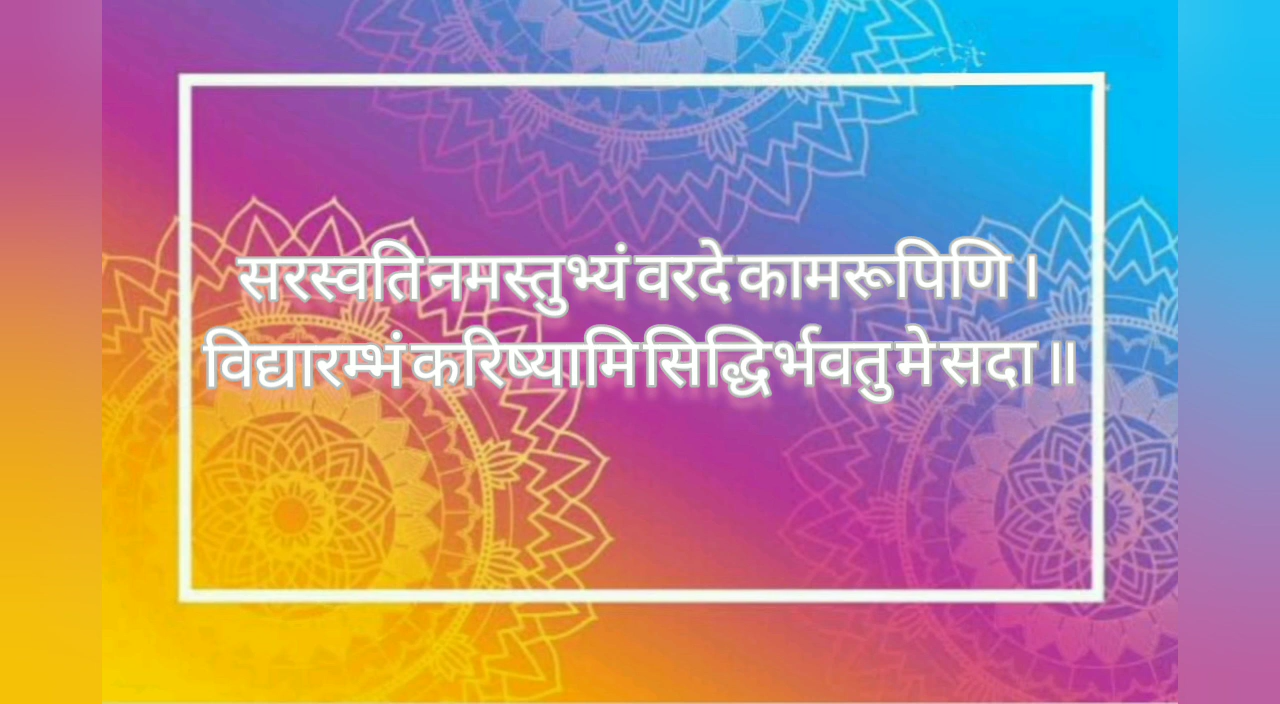 सरस्वति नमस्तुभ्यं वरदे कामरूपिणि ।
विद्यारम्भं करिष्यामि सिद्धिर्भवतु मे सदा ॥